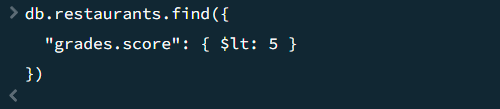 > db.restaurants.find({
"grades.score": { $lt: 5 }
})
<